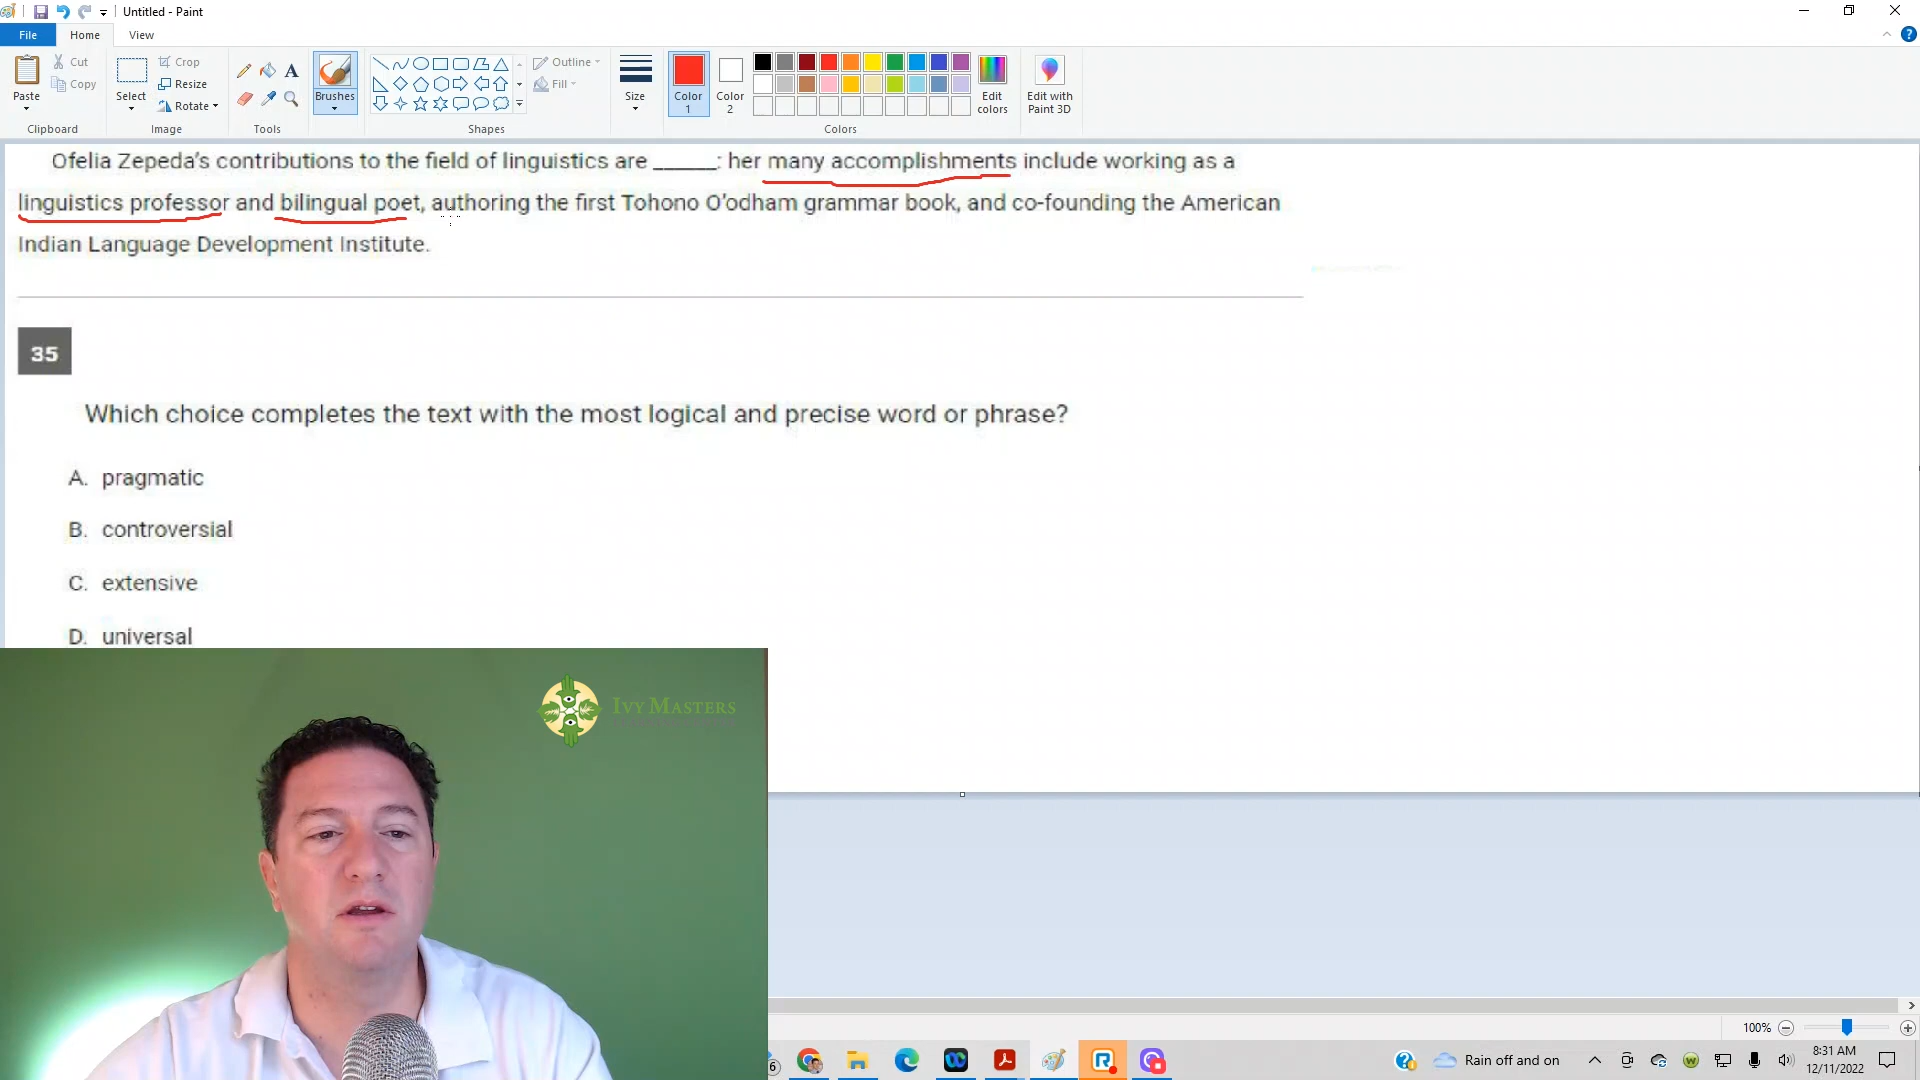 Untitled - Paint
File Home View
Paste
Cut
Copy
Clipboard
Select
Crop
Resize
Rotate
Image
A
Tools
Brushes
Outline
Fill
Shapes
Size
Color 1
Color 2
Edit colors
Edit with Paint 3D
Colors
Ofelia Zepeda's contributions to the field of linguistics are ______: her many accomplishments include working as a
linguistics professor and bilingual poet, authoring the first Tohono O'odham grammar book, and co-founding the American
Indian Language Development Institute.
35
Which choice completes the text with the most logical and precise word or phrase?
A. pragmatic
B. controversial
C. extensive
D. universal
IVY MASTERS
100%
Rain off and on
8:31 AM
12/11/2022